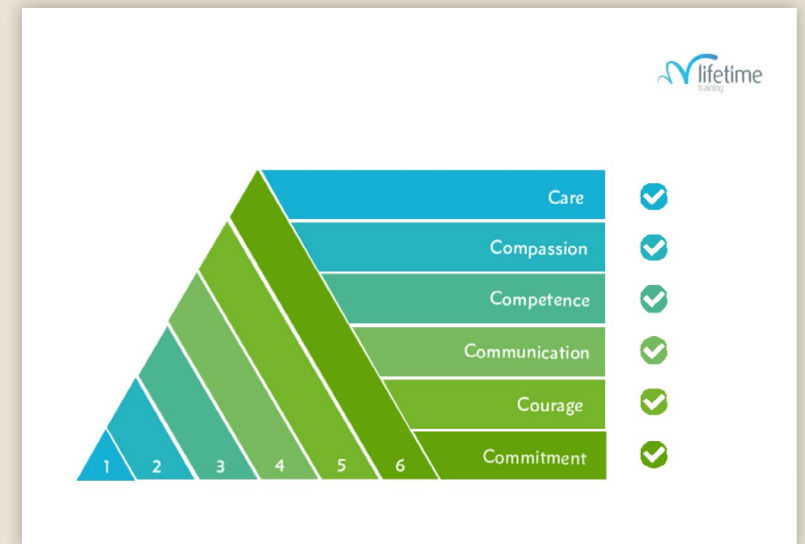 lifetime
training
Care
Compassion
Competence
Communication
Courage
Commitment
1 2 3 4 5 6